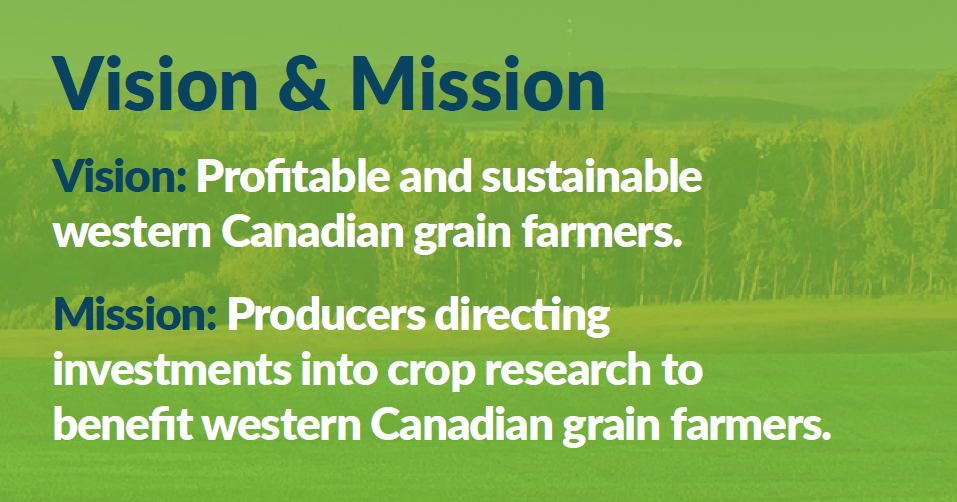 Vision & Mission
Vision: Profitable and sustainable
western Canadian grain farmers.
Mission: Producers directing
investments into crop research to
benefit western Canadian grain farmers.